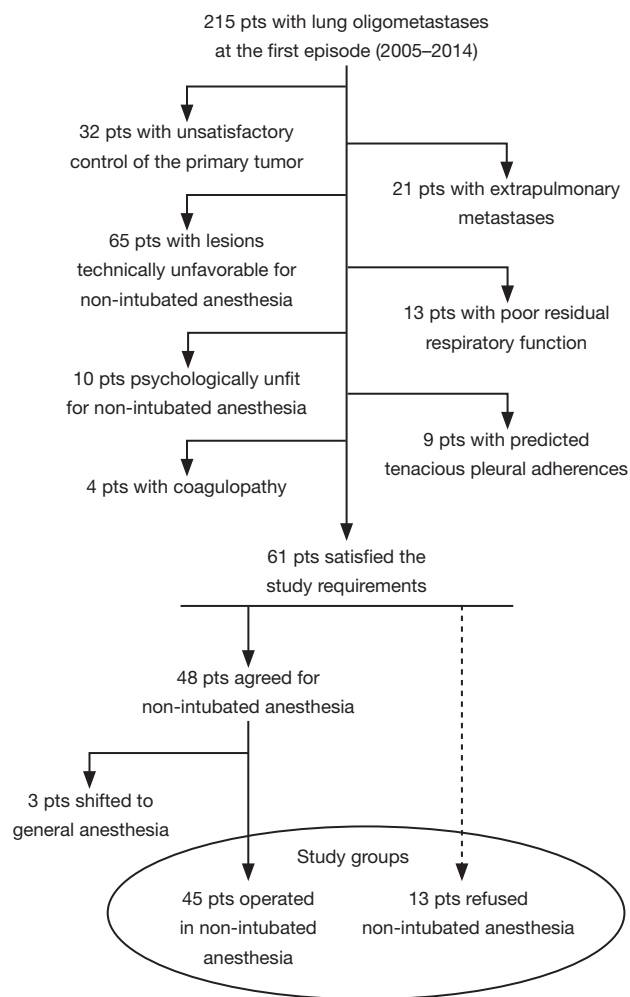 215 pts with lung oligometastases
at the first episode (2005–2014)
32 pts with unsatisfactory
control of the primary tumor
21 pts with extrapulmonary
metastases
65 pts with lesions
technically unfavorable for
non-intubated anesthesia
13 pts with poor residual
respiratory function
10 pts psychologically unfit
for non-intubated anesthesia
9 pts with predicted
tenacious pleural adherences
4 pts with coagulopathy
61 pts satisfied the
study requirements
48 pts agreed for
non-intubated anesthesia
3 pts shifted to
general anesthesia
Study groups
45 pts operated
in non-intubated
anesthesia
13 pts refused
non-intubated anesthesia